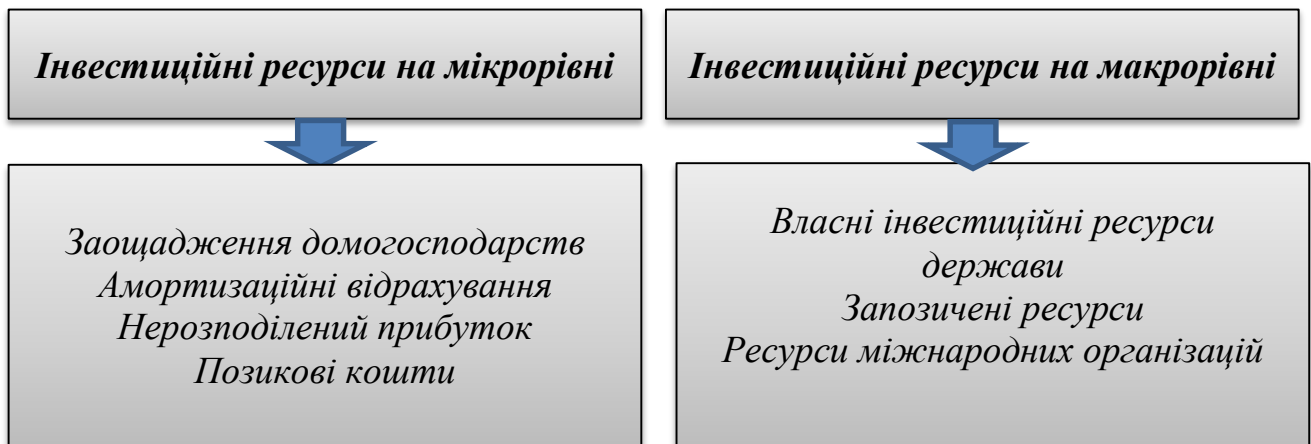 Інвестиційні ресурси на мікрорівні
Інвестиційні ресурси на макрорівні
Заощадження домогосподарств
Амортизаційні відрахування
Нерозподілений прибуток
Позикові кошти
Власні інвестиційні ресурси
держави
Запозичені ресурси
Ресурси міжнародних організацій